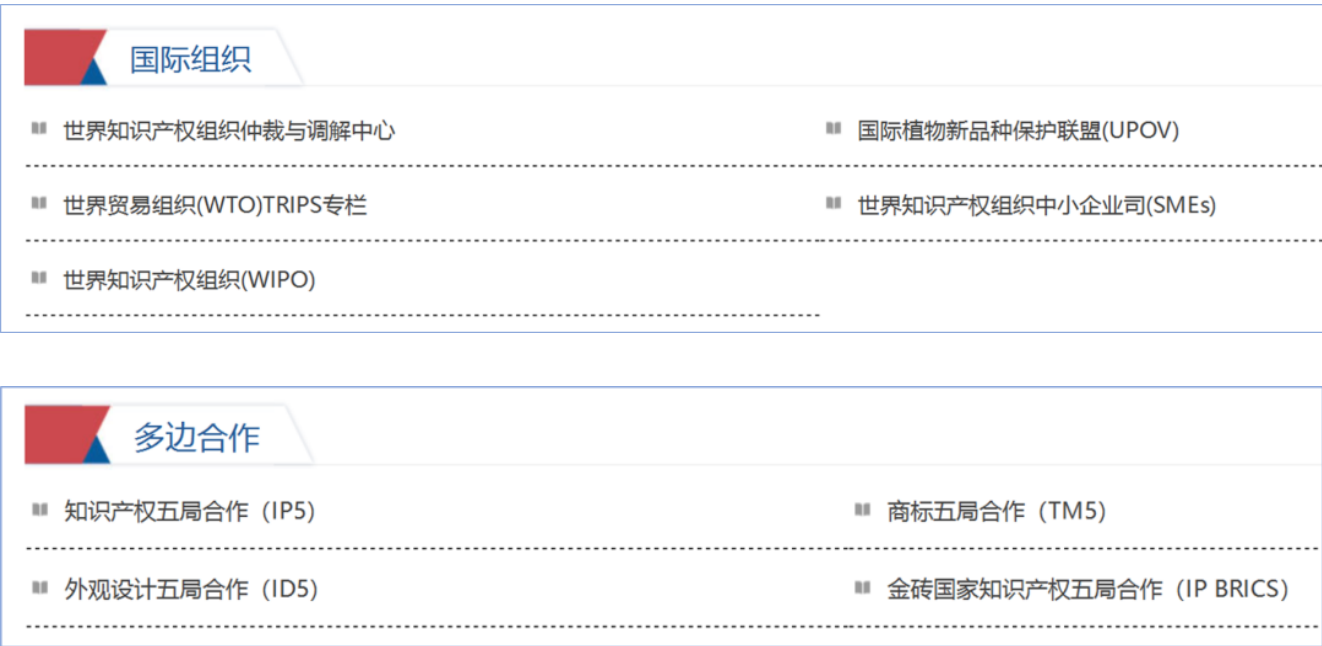 国际组织
世界知识产权组织仲裁与调解中心
国际植物新品种保护联盟(UPOV)
世界贸易组织(WTO)TRIPS专栏
世界知识产权组织中小企业司(SMEs)
世界知识产权组织(WIPO)
多边合作
知识产权五局合作（IP5）
商标五局合作（TM5）
外观设计五局合作（ID5）
金砖国家知识产权五局合作（IP BRICS）